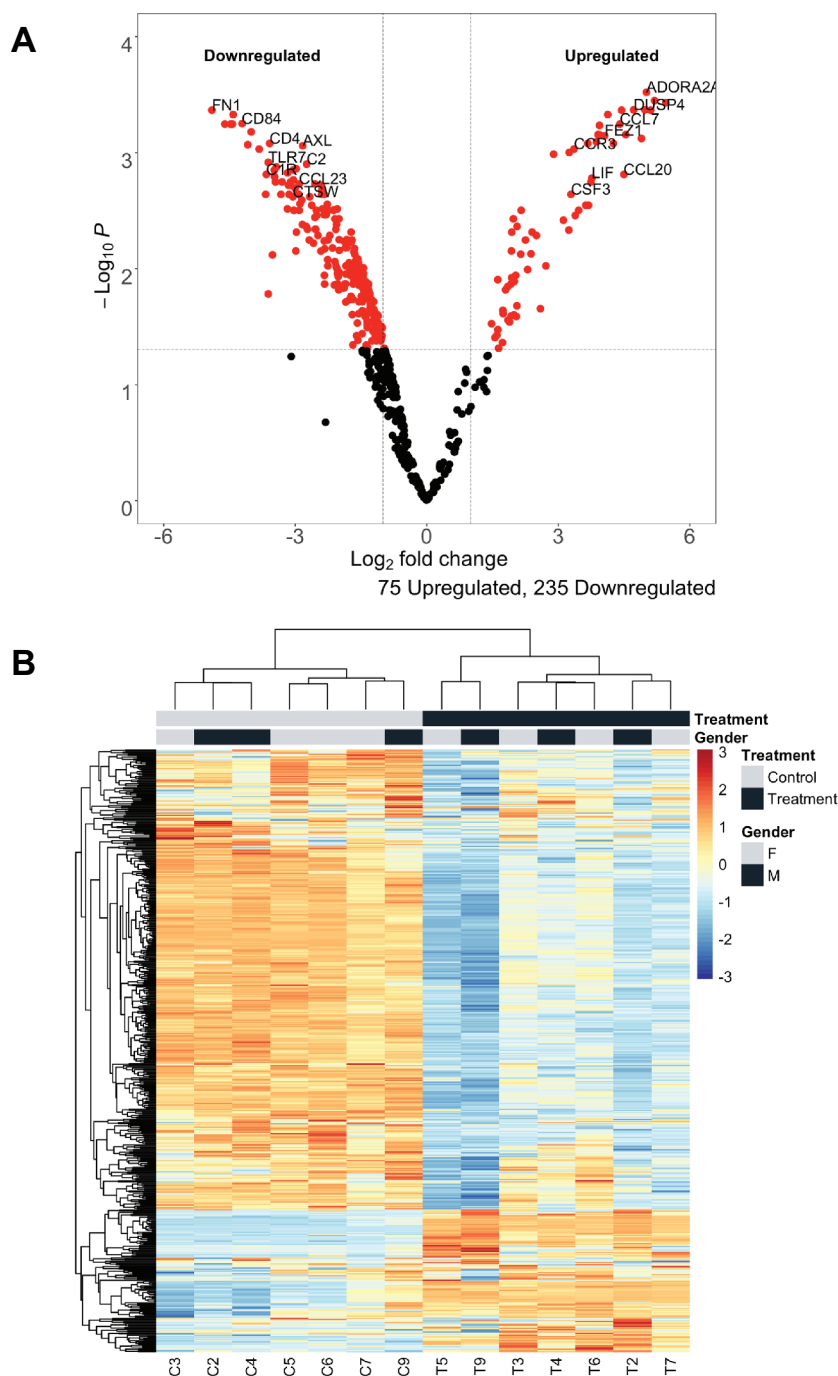 A
Downregulated
Upregulated
4
3
2
1
0
−Log10 P
ADORA2A
FN1
DUSP4
CD84
CCL7
FEZ1
CD4
AXL
CCR3
TLR7
C2
C1R
LIF
CCL20
CCL23
CSF3
CTSW
-6
-3
0
3
6
Log2 fold change
75 Upregulated, 235 Downregulated
B
Treatment
Gender
3
2
1
0
-1
-2
-3
Treatment
Control
Treatment
Gender
F
M
C3
C2
C4
C5
C6
C7
C9
T5
T9
T3
T4
T6
T2
T7